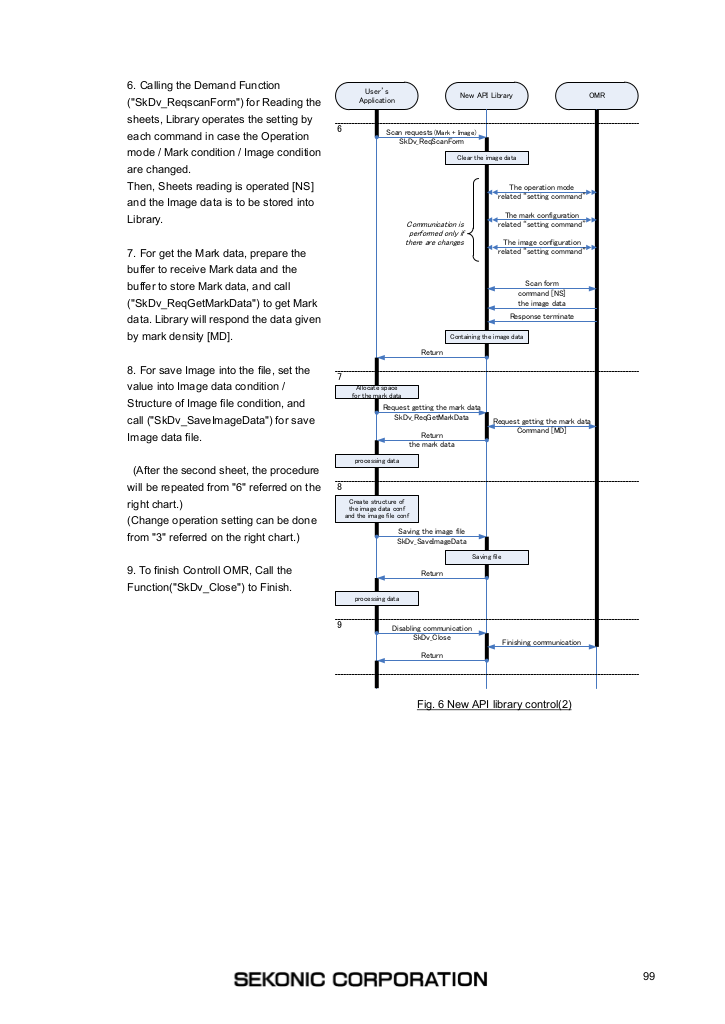 6. Calling the Demand Function
("SkDv_ReqscanForm") for Reading the
sheets, Library operates the setting by
each command in case the Operation
mode / Mark condition / Image condition
are changed.
Then, Sheets reading is operated [NS]
and the Image data is to be stored into
Library.
7. For get the Mark data, prepare the
buffer to receive Mark data and the
buffer to store Mark data, and call
("SkDv_ReqGetMarkData") to get Mark
data. Library will respond the data given
by mark density [MD].
8. For save Image into the file, set the
value into Image data condition /
Structure of Image file condition, and
call ("SkDv_SaveImageData") for save
Image data file.
(After the second sheet, the procedure
will be repeated from "6" referred on the
right chart.)
(Change operation setting can be done
from "3" referred on the right chart.)
9. To finish Controll OMR, Call the
Function("SkDv_Close") to Finish.
User's
Application
New API Library
OMR
6
Scan requests (Mark + Image)
SkDv_ReqScanForm
Clear the image data
The operation mode
related "setting command"
Communication is
performed only if
there are changes
The mark configuration
related "setting command"
The image configuration
related "setting command"
Scan form
command [NS]
the image data
Response terminate
Containing the image data
Return
7
Allocate space
for the mark data
Request getting the mark data
SkDv_ReqGetMarkData
Request getting the mark data
Command [MD]
Return
the mark data
processing data
8
Create structure of
the image data conf
and the image file conf
Saving the image file
SkDv_SaveImageData
Saving file
Return
processing data
9
Disabling communication
SkDv_Close
Finishing communication
Return
Fig. 6 New API library control(2)
SEKONIC CORPORATION
99